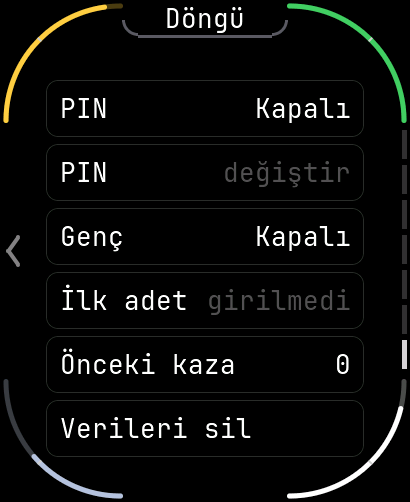 Döngü
PIN Kapalı
PIN değiştir
Genç Kapalı
İlk adet girilmedi
Önceki kaza 0
Verileri sil